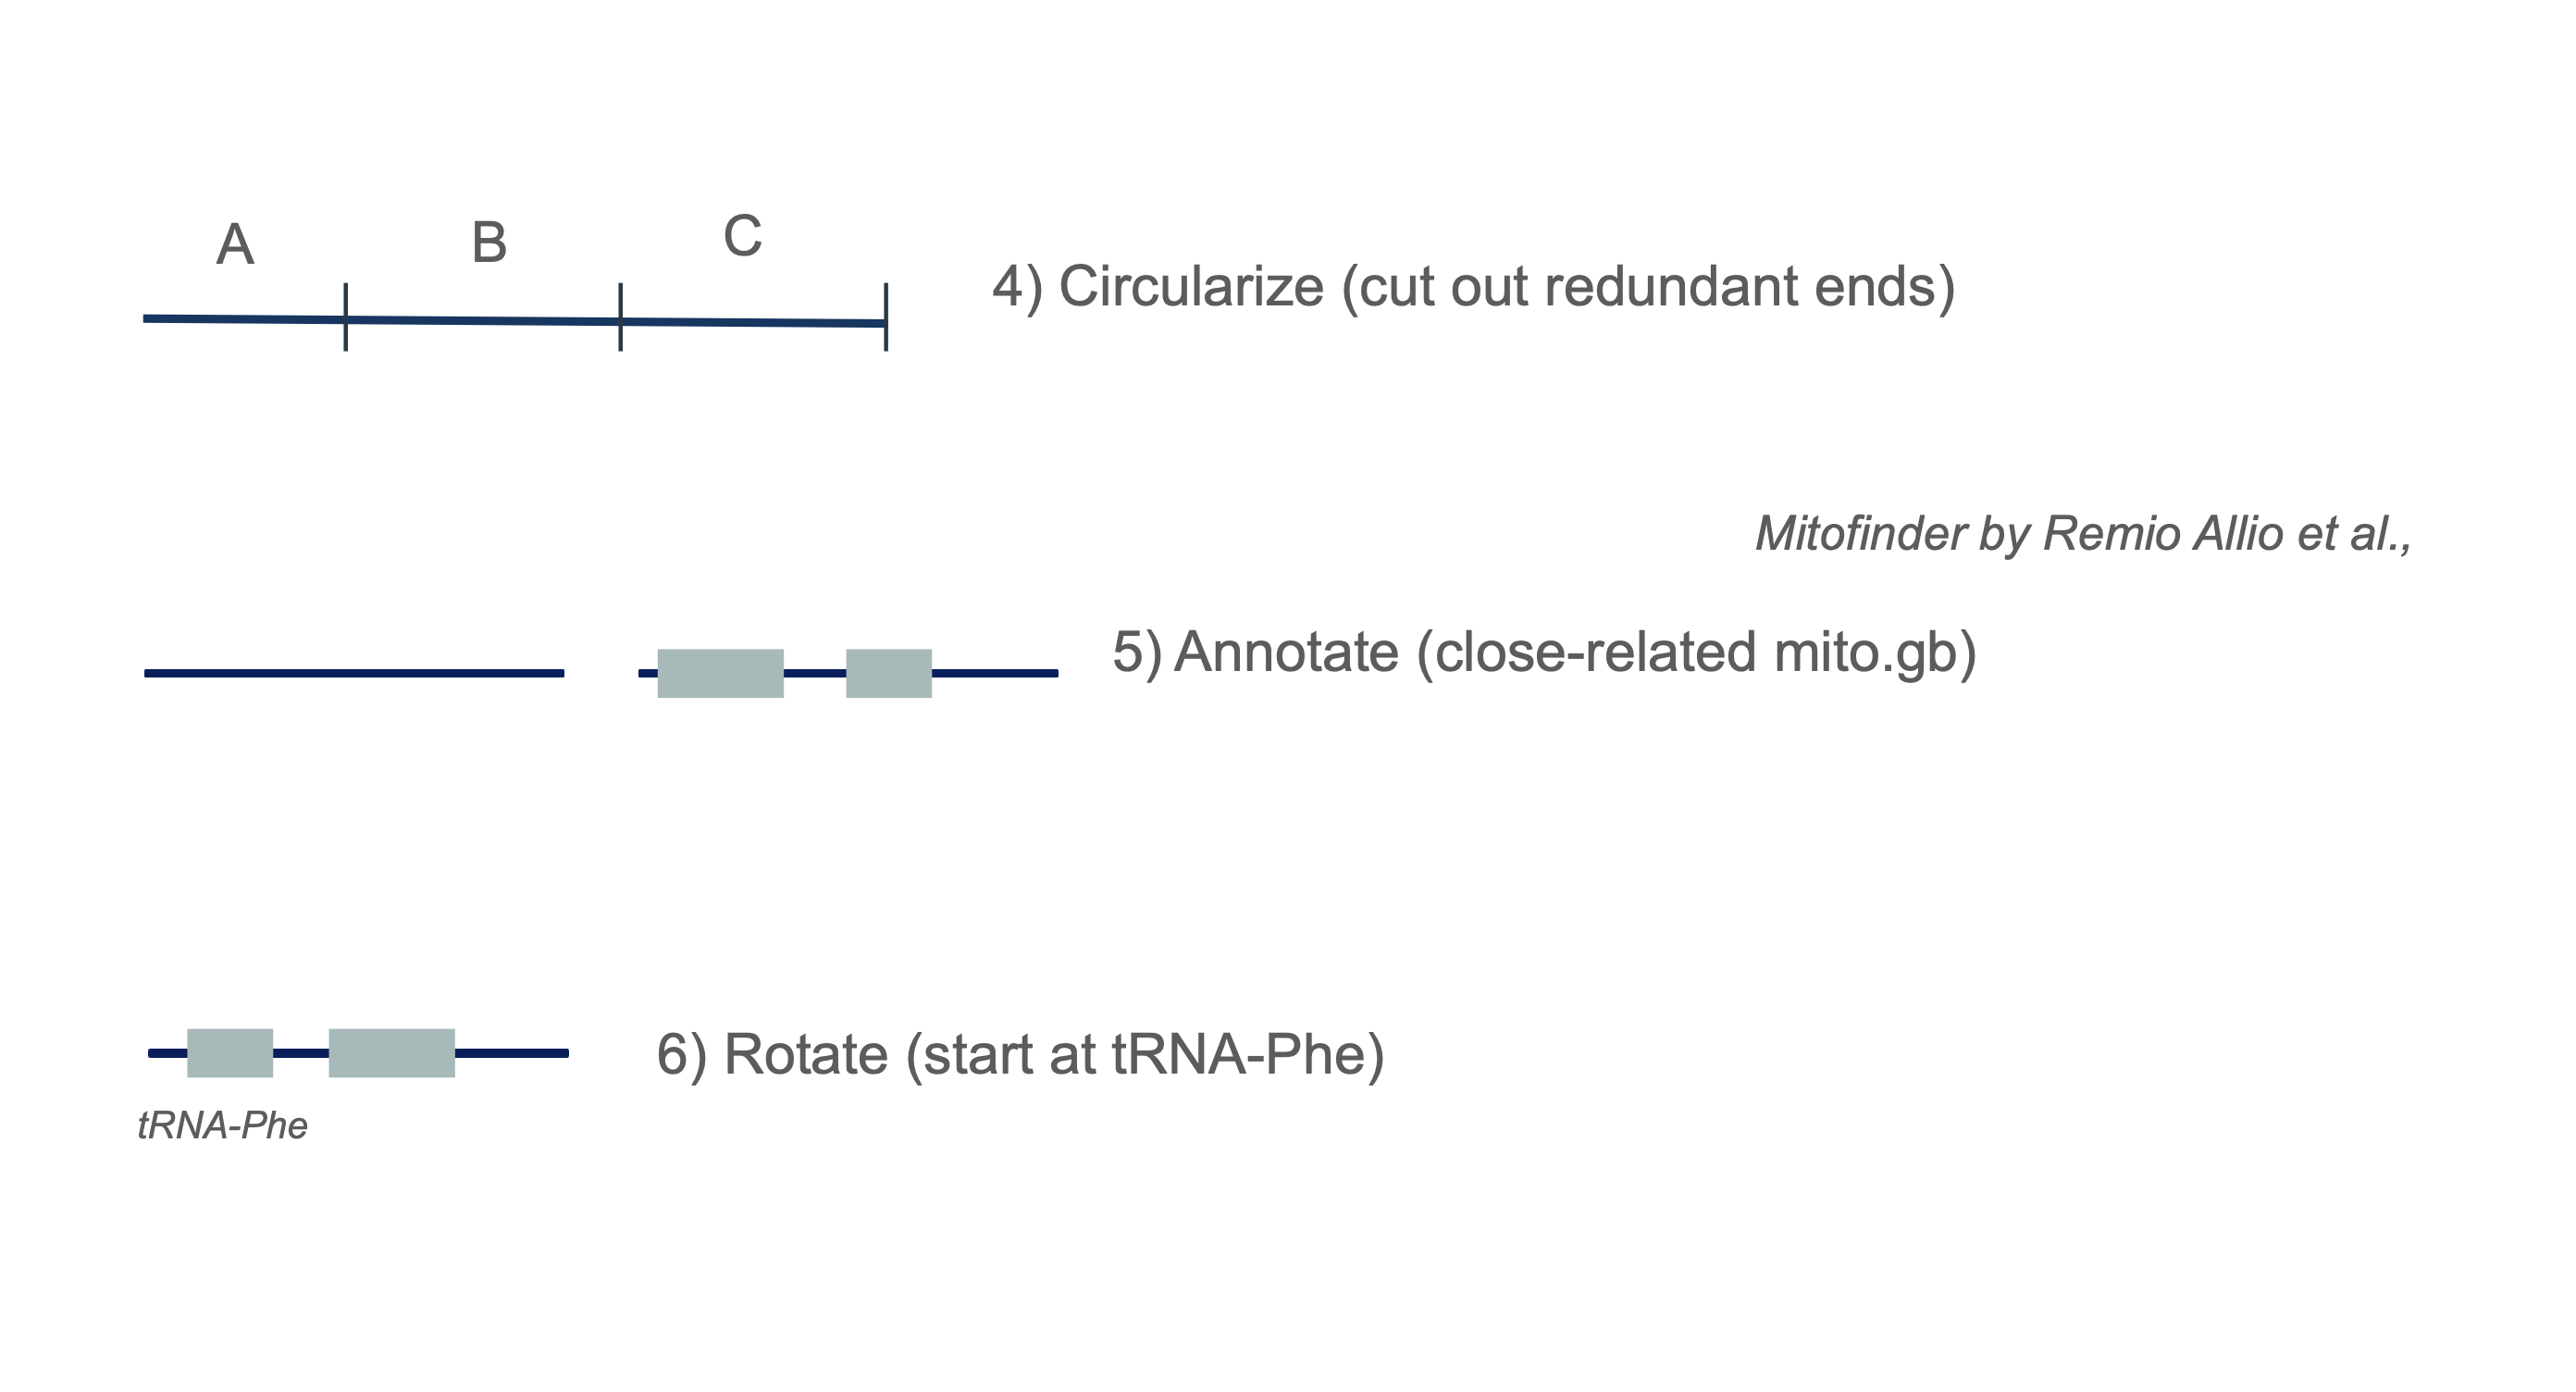 A B C
4) Circularize (cut out redundant ends)
Mitofinder by Remio Allio et al.,
5) Annotate (close-related mito.gb)
6) Rotate (start at tRNA-Phe)
tRNA-Phe